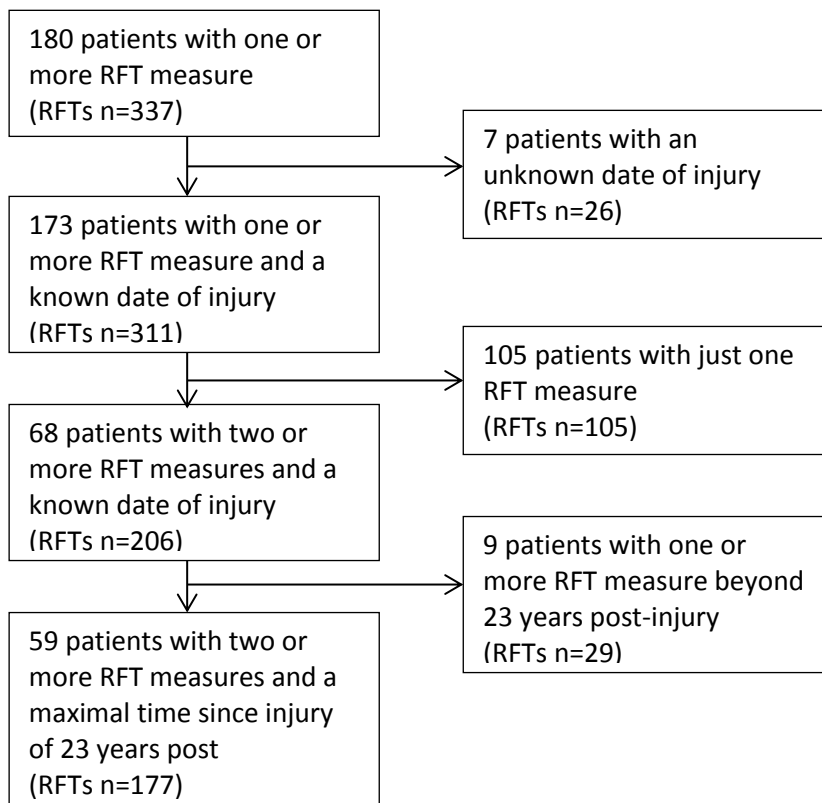 180 patients with one or
more RFT measure
(RFTs n=337)
7 patients with an
unknown date of injury
(RFTs n=26)
173 patients with one or
more RFT measure and a
known date of injury
(RFTs n=311)
105 patients with just one
RFT measure
(RFTs n=105)
68 patients with two or
more RFT measures and a
known date of injury
(RFTs n=206)
9 patients with one or
more RFT measure beyond
23 years post-injury
(RFTs n=29)
59 patients with two or
more RFT measures and a
maximal time since injury
of 23 years post
(RFTs n=177)